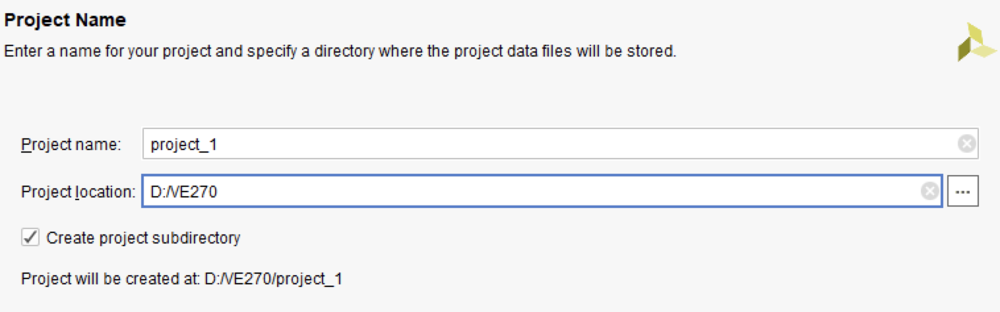 Project Name
Enter a name for your project and specify a directory where the project data files will be stored.
Project name: project_1
Project location: D:/VE270 ...
Create project subdirectory
Project will be created at: D:/VE270/project_1